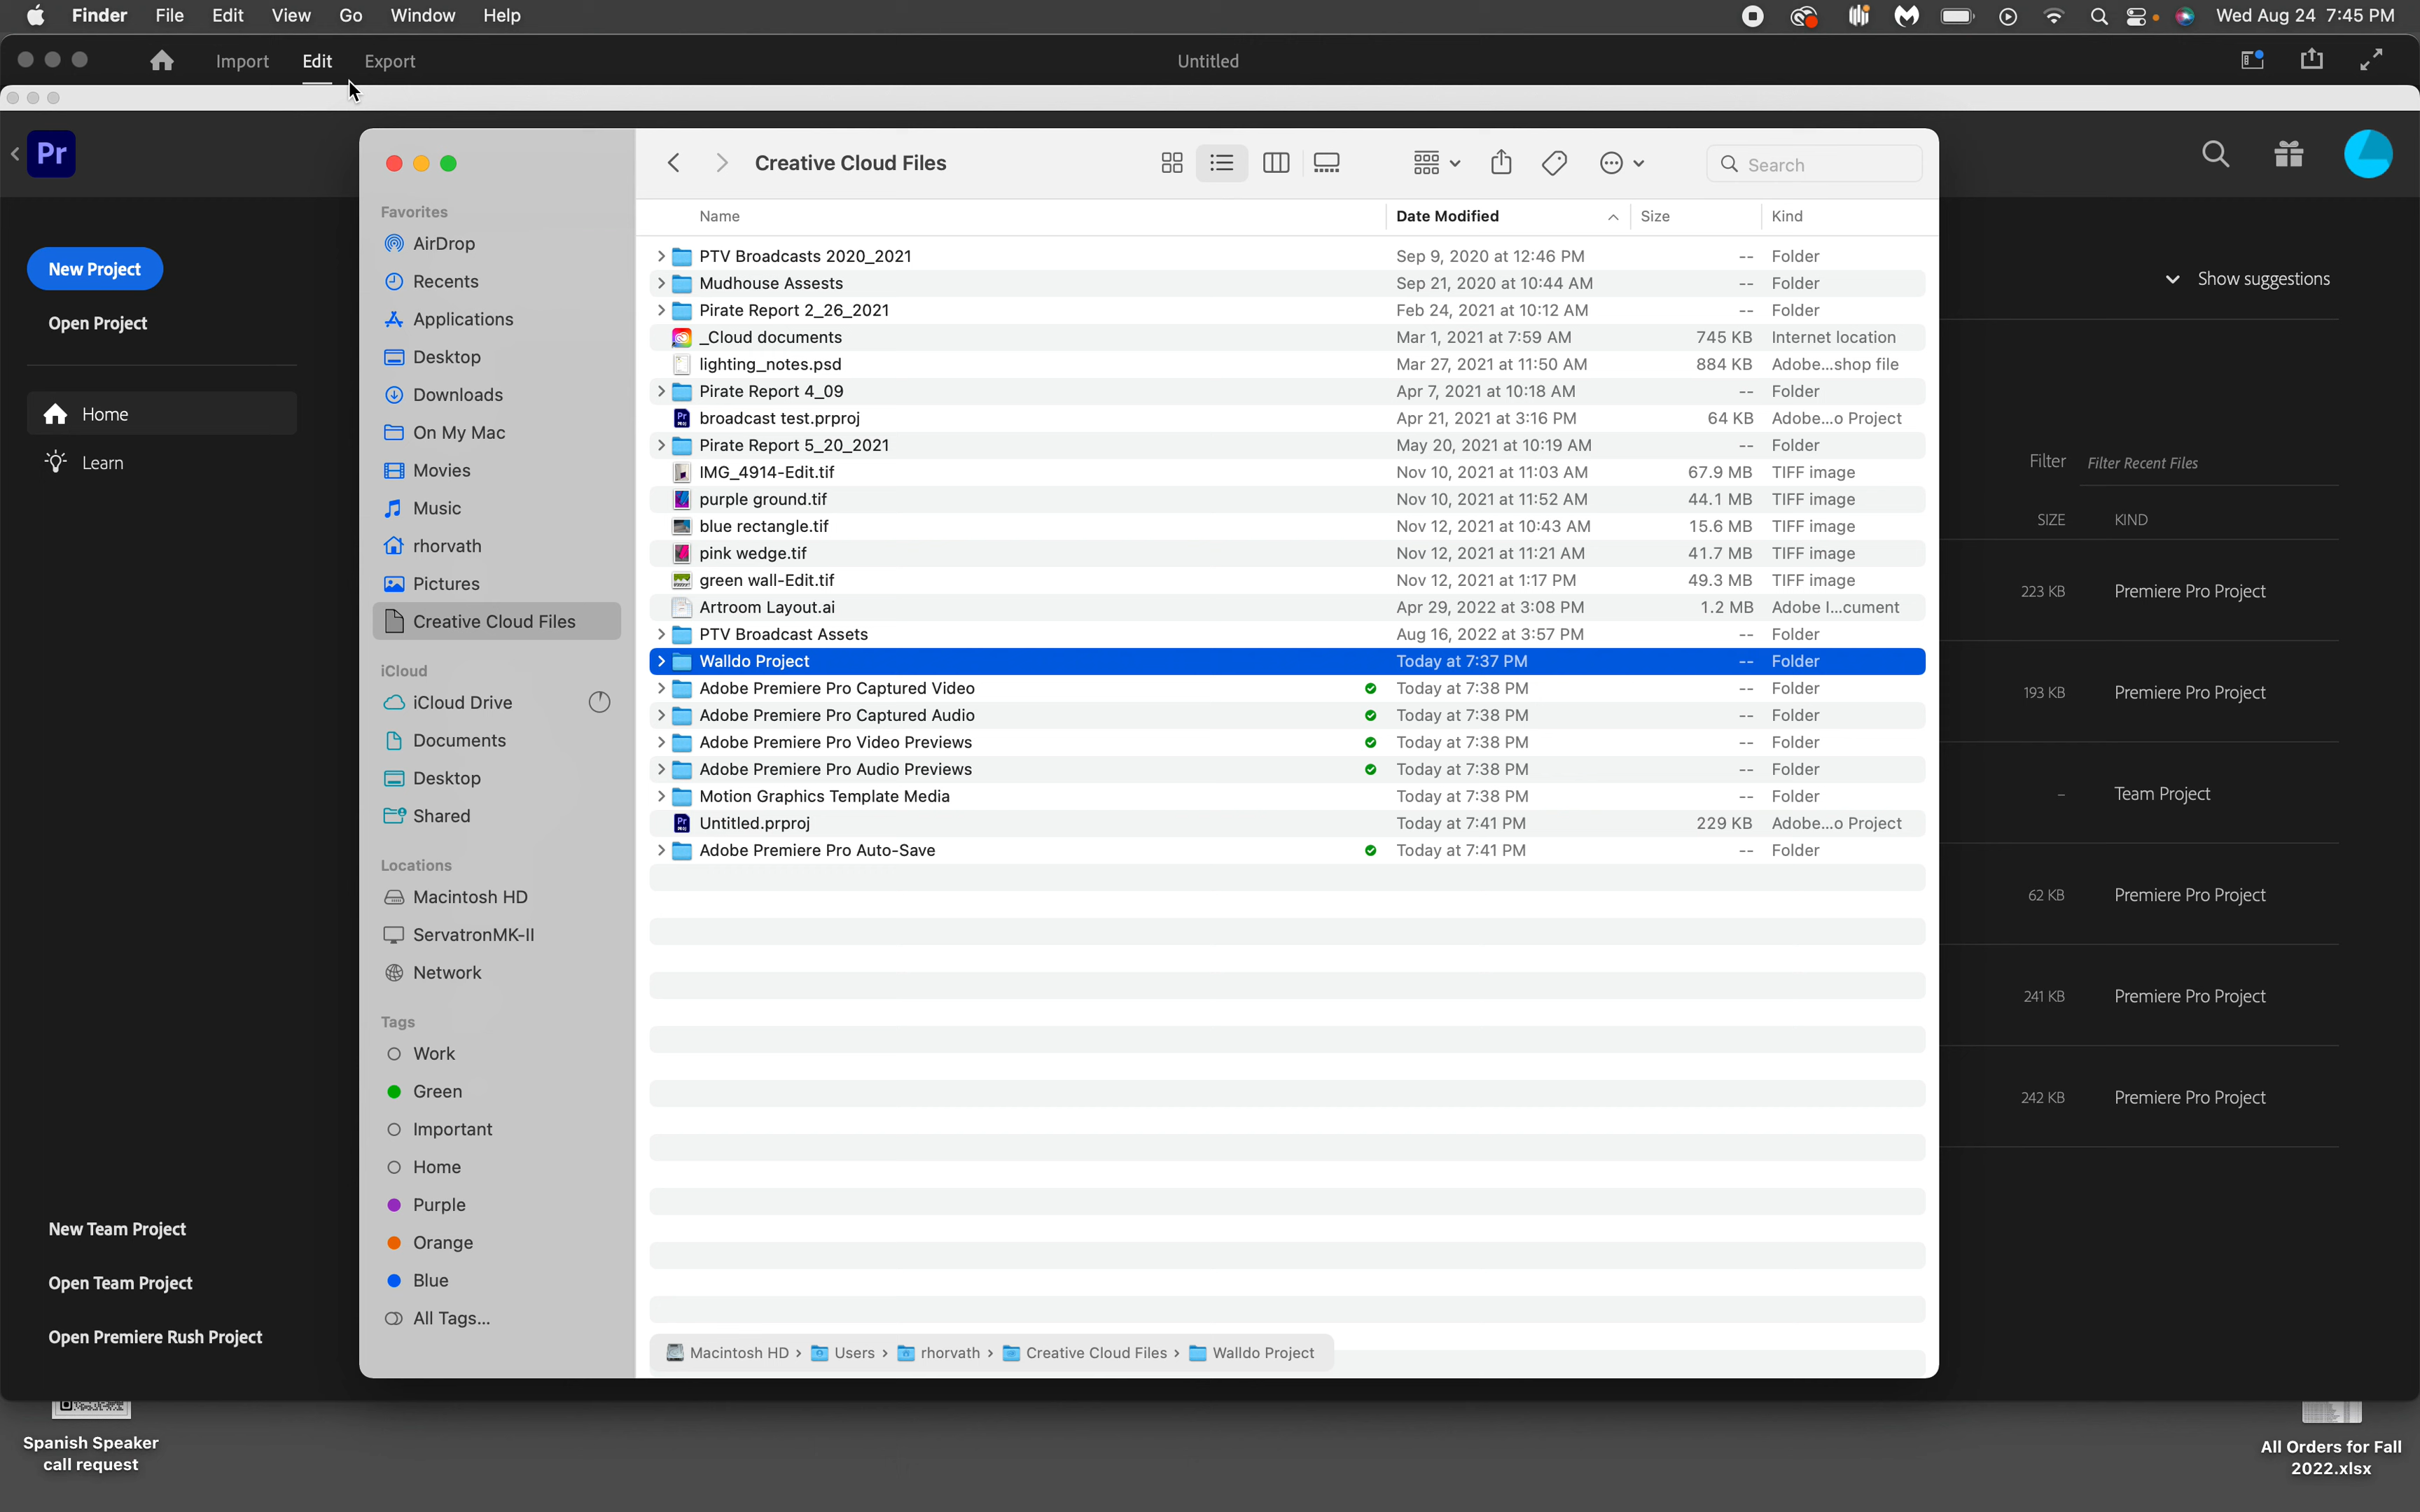 Finder File Edit View Go Window Help Wed Aug 24 7:45 PM
Import Edit Export Untitled
Pr
New Project
Open Project
Home
Learn
New Team Project
Open Team Project
Open Premiere Rush Project
Favorites
AirDrop
Recents
Applications
Desktop
Downloads
On My Mac
Movies
Music
rhorvath
Pictures
Creative Cloud Files
iCloud
iCloud Drive
Documents
Desktop
Shared
Locations
Macintosh HD
ServatronMK-II
Network
Tags
Work
Green
Important
Home
Purple
Orange
Blue
All Tags...
Creative Cloud Files Search
Name Date Modified Size Kind
PTV Broadcasts 2020_2021 Sep 9, 2020 at 12:46 PM -- Folder
Mudhouse Assests Sep 21, 2020 at 10:44 AM -- Folder
Pirate Report 2_26_2021 Feb 24, 2021 at 10:12 AM -- Folder
_Cloud documents Mar 1, 2021 at 7:59 AM 745 KB Internet location
lighting_notes.psd Mar 27, 2021 at 11:50 AM 884 KB Adobe...shop file
Pirate Report 4_09 Apr 7, 2021 at 10:18 AM -- Folder
broadcast test.prproj Apr 21, 2021 at 3:16 PM 64 KB Adobe...o Project
Pirate Report 5_20_2021 May 20, 2021 at 10:19 AM -- Folder
IMG_4914-Edit.tif Nov 10, 2021 at 11:03 AM 67.9 MB TIFF image
purple ground.tif Nov 10, 2021 at 11:52 AM 44.1 MB TIFF image
blue rectangle.tif Nov 12, 2021 at 10:43 AM 15.6 MB TIFF image
pink wedge.tif Nov 12, 2021 at 11:21 AM 41.7 MB TIFF image
green wall-Edit.tif Nov 12, 2021 at 1:17 PM 49.3 MB TIFF image
Artroom Layout.ai Apr 29, 2022 at 3:08 PM 1.2 MB Adobe I...cument
PTV Broadcast Assets Aug 16, 2022 at 3:57 PM -- Folder
Walldo Project Today at 7:37 PM -- Folder
Adobe Premiere Pro Captured Video Today at 7:38 PM -- Folder
Adobe Premiere Pro Captured Audio Today at 7:38 PM -- Folder
Adobe Premiere Pro Video Previews Today at 7:38 PM -- Folder
Adobe Premiere Pro Audio Previews Today at 7:38 PM -- Folder
Motion Graphics Template Media Today at 7:38 PM -- Folder
Untitled.prproj Today at 7:41 PM 229 KB Adobe...o Project
Adobe Premiere Pro Auto-Save Today at 7:41 PM -- Folder
Macintosh HD › Users › rhorvath › Creative Cloud Files › Walldo Project
Show suggestions
Filter Filter Recent Files
SIZE KIND
223 KB Premiere Pro Project
193 KB Premiere Pro Project
– Team Project
62 KB Premiere Pro Project
241 KB Premiere Pro Project
242 KB Premiere Pro Project
Spanish Speaker
call request
All Orders for Fall
2022.xlsx